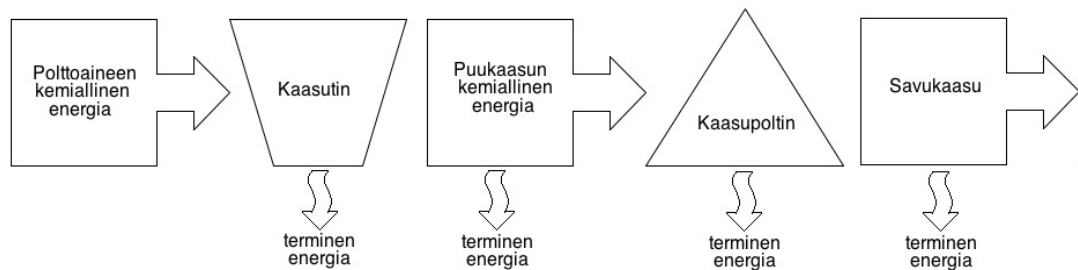 Polttoaineen
kemiallinen
energia
Kaasutin
Puukaasun
kemiallinen
energia
Kaasupoltin
Savukaasu
terminen
energia
terminen
energia
terminen
energia
terminen
energia